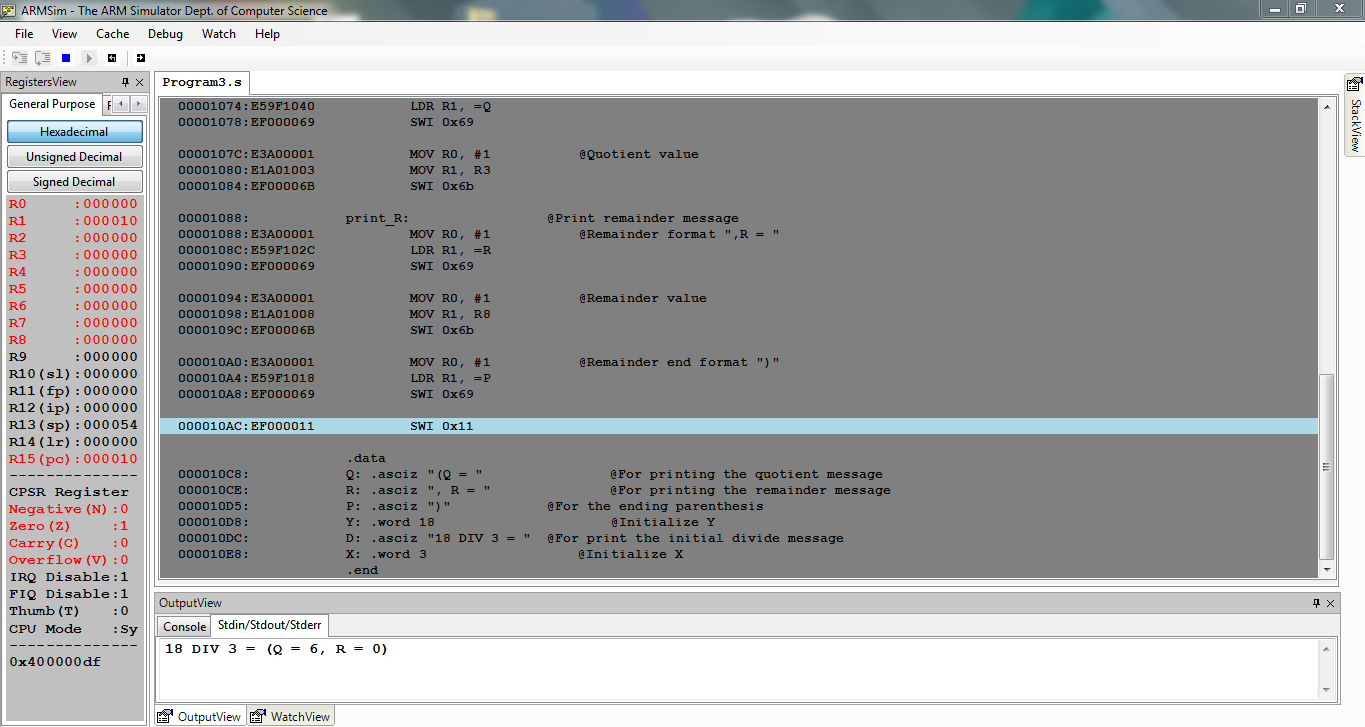 ARMSim - The ARM Simulator Dept. of Computer Science
File View Cache Debug Watch Help
RegistersView
General Purpose
Hexadecimal
Unsigned Decimal
Signed Decimal
R0 :000000
R1 :000010
R2 :000000
R3 :000000
R4 :000000
R5 :000000
R6 :000000
R7 :000000
R8 :000000
R9 :000000
R10(sl):000000
R11(fp):000000
R12(ip):000000
R13(sp):000054
R14(lr):000000
R15(pc):000010
---------------
CPSR Register
Negative(N):0
Zero(Z) :1
Carry(C) :0
Overflow(V):0
IRQ Disable:1
FIQ Disable:1
Thumb(T) :0
CPU Mode :Sy
---------------
0x400000df
Program3.s
00001074:E59F1040 LDR R1, =Q
00001078:EF000069 SWI 0x69
0000107C:E3A00001 MOV R0, #1 @Quotient value
00001080:E1A01003 MOV R1, R3
00001084:EF00006B SWI 0x6b
00001088: print_R: @Print remainder message
00001088:E3A00001 MOV R0, #1 @Remainder format ",R = "
0000108C:E59F102C LDR R1, =R
00001090:EF000069 SWI 0x69
00001094:E3A00001 MOV R0, #1 @Remainder value
00001098:E1A01008 MOV R1, R8
0000109C:EF00006B SWI 0x6b
000010A0:E3A00001 MOV R0, #1 @Remainder end format ")"
000010A4:E59F1018 LDR R1, =P
000010A8:EF000069 SWI 0x69
000010AC:EF000011 SWI 0x11
.data
000010C8: Q: .asciz "(Q = " @For printing the quotient message
000010CE: R: .asciz ", R = " @For printing the remainder message
000010D5: P: .asciz ")" @For the ending parenthesis
000010D8: Y: .word 18 @Initialize Y
000010DC: D: .asciz "18 DIV 3 = " @For print the initial divide message
000010E8: X: .word 3 @Initialize X
.end
StackView
OutputView
Console Stdin/Stdout/Stderr
18 DIV 3 = (Q = 6, R = 0)
OutputView WatchView